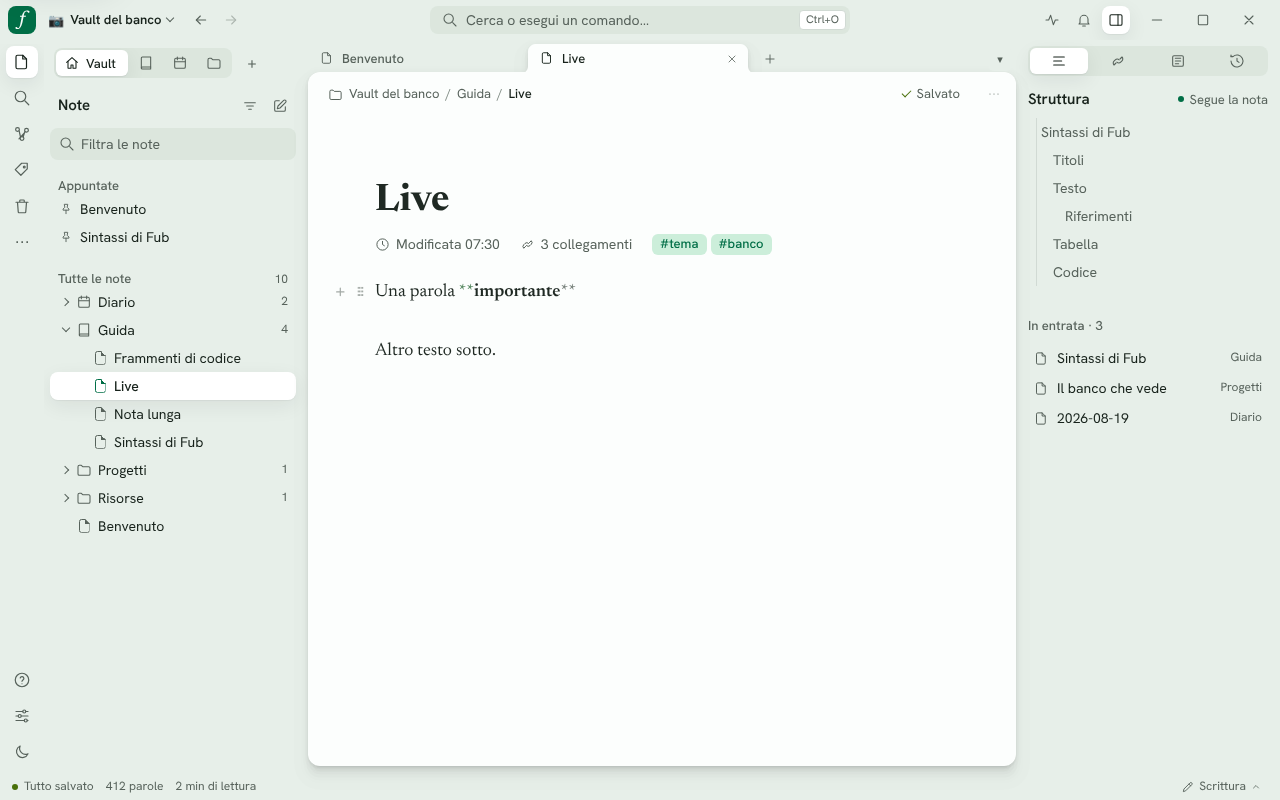 f
Vault del banco
Cerca o esegui un comando…
Ctrl+O
Vault
Note
Filtra le note
Appuntate
Benvenuto
Sintassi di Fub
Tutte le note 10
Diario 2
Guida 4
Frammenti di codice
Live
Nota lunga
Sintassi di Fub
Progetti 1
Risorse 1
Benvenuto
Benvenuto
Live
Vault del banco / Guida / Live
Salvato
Live
Modificata 07:30
3 collegamenti
#tema
#banco
Una parola **importante**
Altro testo sotto.
Struttura
Segue la nota
Sintassi di Fub
Titoli
Testo
Riferimenti
Tabella
Codice
In entrata · 3
Sintassi di Fub Guida
Il banco che vede Progetti
2026-08-19 Diario
Tutto salvato
412 parole
2 min di lettura
Scrittura